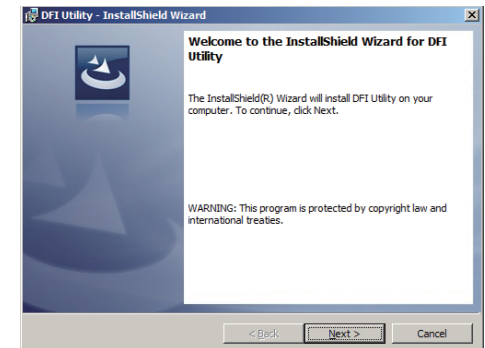 DFI Utility - InstallShield Wizard
Welcome to the InstallShield Wizard for DFI
Utility
The InstallShield(R) Wizard will install DFI Utility on your
computer. To continue, click Next.
WARNING: This program is protected by copyright law and
international treaties.
< Back Next > Cancel